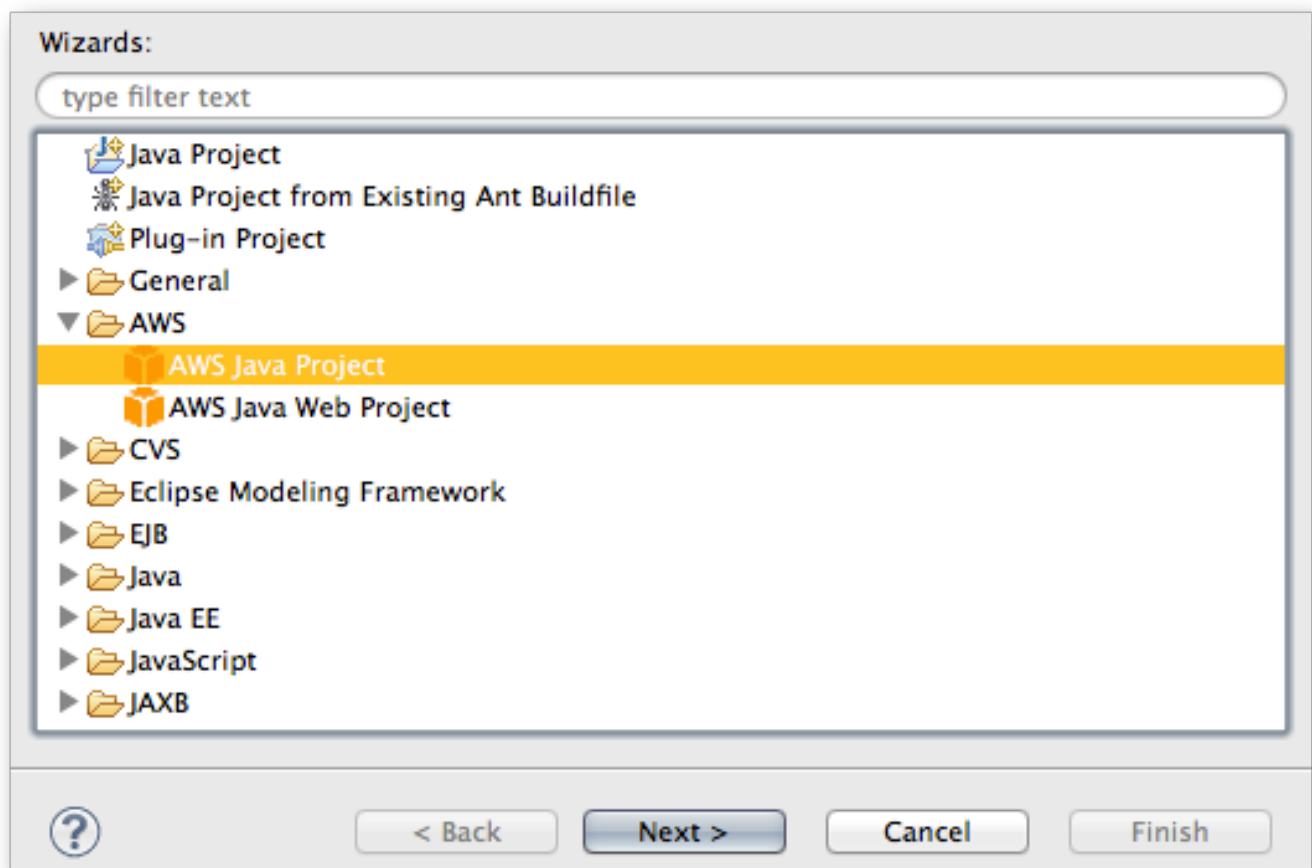 Wizards:
type filter text
Java Project
Java Project from Existing Ant Buildfile
Plug-in Project
General
AWS
AWS Java Project
AWS Java Web Project
CVS
Eclipse Modeling Framework
EJB
Java
Java EE
JavaScript
JAXB
? < Back Next > Cancel Finish